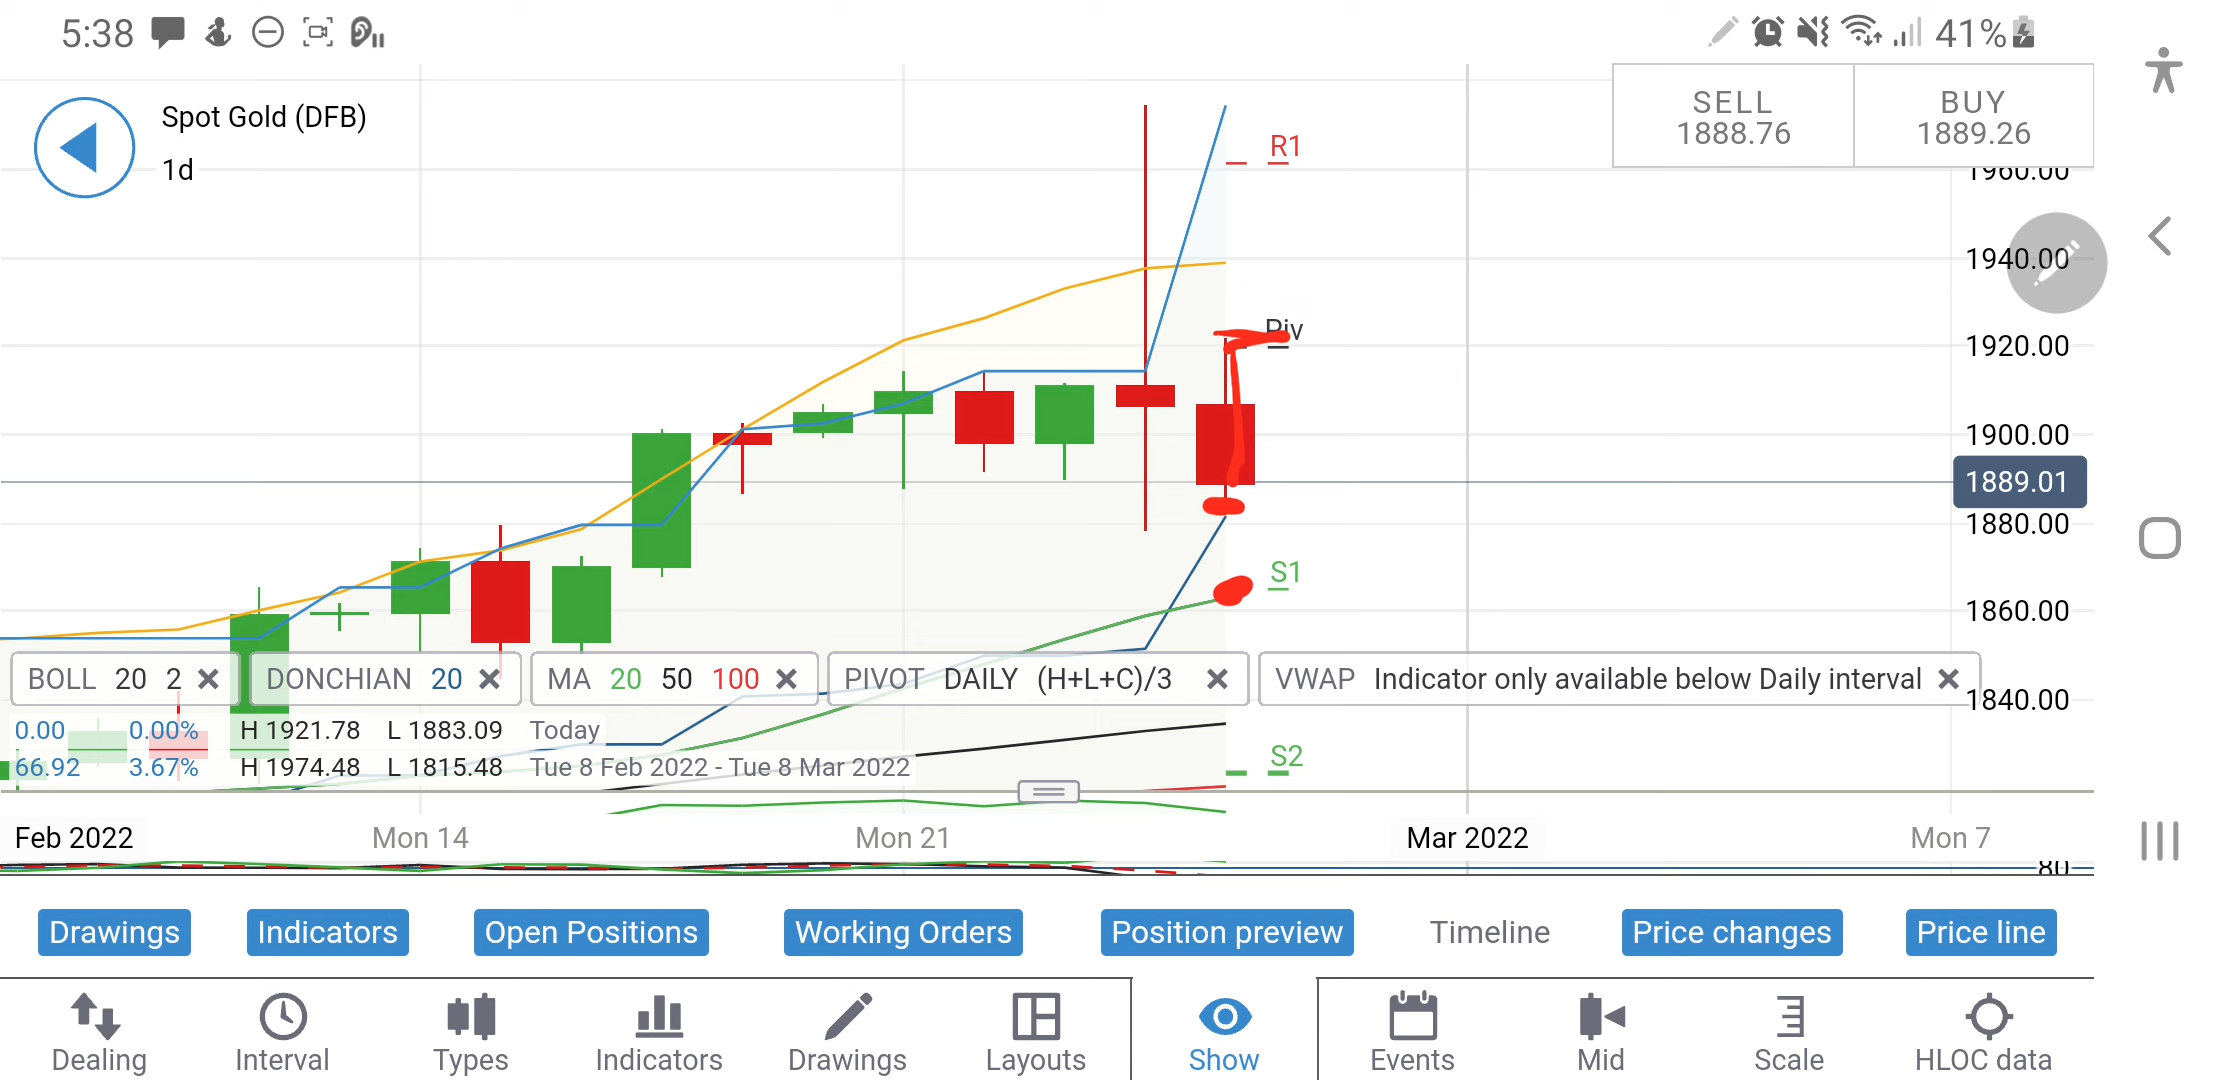 5:38
41%
Spot Gold (DFB)
1d
SELL
1888.76
BUY
1889.26
R1
1960.00
1940.00
Piv
1920.00
1900.00
1889.01
1880.00
S1
1860.00
BOLL 20 2
DONCHIAN 20
MA 20 50 100
PIVOT DAILY (H+L+C)/3
VWAP Indicator only available below Daily interval
1840.00
0.00 0.00% H 1921.78 L 1883.09 Today
66.92 3.67% H 1974.48 L 1815.48 Tue 8 Feb 2022 - Tue 8 Mar 2022
S2
Feb 2022 Mon 14 Mon 21 Mar 2022 Mon 7
80
Drawings Indicators Open Positions Working Orders Position preview Timeline Price changes Price line
Dealing Interval Types Indicators Drawings Layouts Show Events Mid Scale HLOC data